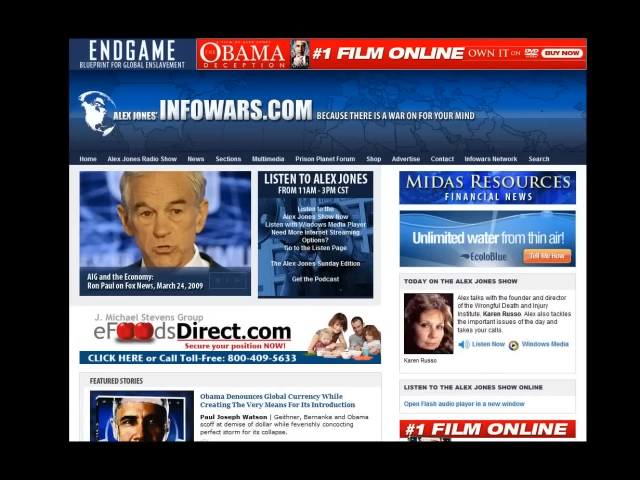 ENDGAME
BLUEPRINT FOR GLOBAL ENSLAVEMENT
THE
OBAMA
DECEPTION
#1 FILM ONLINE OWN IT ON DVD BUY NOW
ALEX JONES' INFOWARS.COM BECAUSE THERE IS A WAR ON FOR YOUR MIND
Home Alex Jones Radio Show News Sections Multimedia Prison Planet Forum Shop Advertise Contact Infowars Network Search
AIG and the Economy:
Ron Paul on Fox News, March 24, 2009
LISTEN TO ALEX JONES
FROM 11AM - 3PM CST
Listen to the
Alex Jones Show Now
Listen with Windows Media Player
Need More Internet Streaming
Options?
Go to the Listen Page
The Alex Jones Sunday Edition
Get the Podcast
MIDAS RESOURCES
FINANCIAL NEWS
Unlimited water from thin air!
EcoloBlue Tell Me How
J. Michael Stevens Group
eFoodsDirect.com
Secure your position NOW!
CLICK HERE or Call Toll-Free: 800-409-5633
TODAY ON THE ALEX JONES SHOW
Alex talks with the founder and director
of the Wrongful Death and Injury
Institute, Karen Russo. Alex also tackles
the important issues of the day and
takes your calls.
Listen Now Windows Media
Karen Russo
FEATURED STORIES
Obama Denounces Global Currency While
Creating The Very Means For Its Introduction
Paul Joseph Watson | Geithner, Bernanke and Obama
scoff at demise of dollar while feverishly concocting
perfect storm for its collapse.
LISTEN TO THE ALEX JONES SHOW ONLINE
Open Flash audio player in a new window
#1 FILM ONLINE